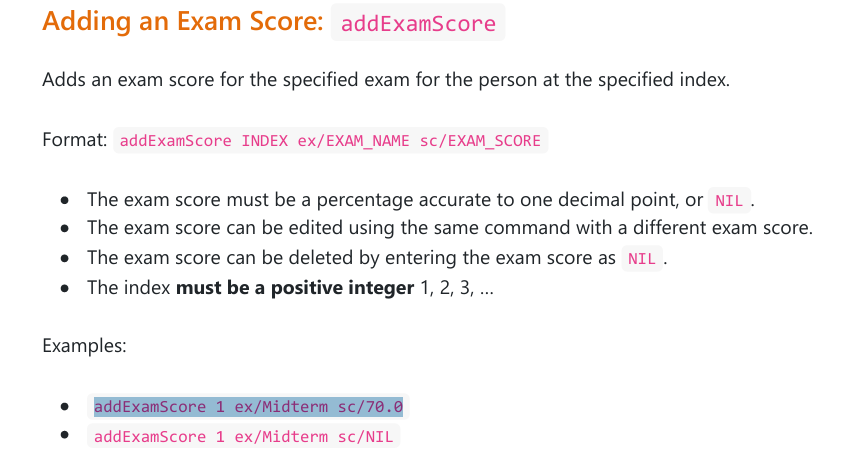 Adding an Exam Score: addExamScore
Adds an exam score for the specified exam for the person at the specified index.
Format: addExamScore INDEX ex/EXAM_NAME sc/EXAM_SCORE
● The exam score must be a percentage accurate to one decimal point, or NIL.
● The exam score can be edited using the same command with a different exam score.
● The exam score can be deleted by entering the exam score as NIL.
● The index must be a positive integer 1, 2, 3, …
Examples:
● addExamScore 1 ex/Midterm sc/70.0
● addExamScore 1 ex/Midterm sc/NIL